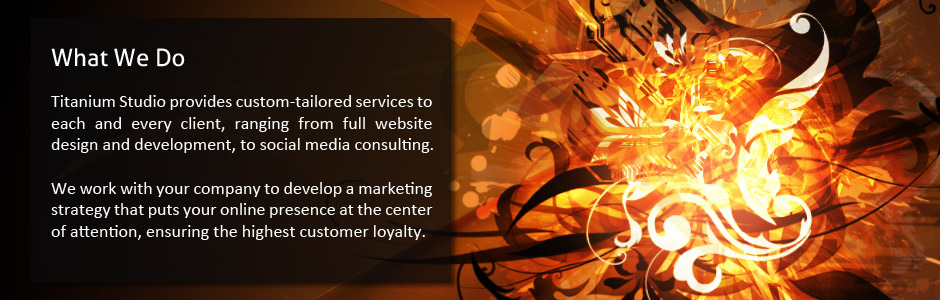 What We Do
Titanium Studio provides custom-tailored services to
each and every client, ranging from full website
design and development, to social media consulting.
We work with your company to develop a marketing
strategy that puts your online presence at the center
of attention, ensuring the highest customer loyalty.